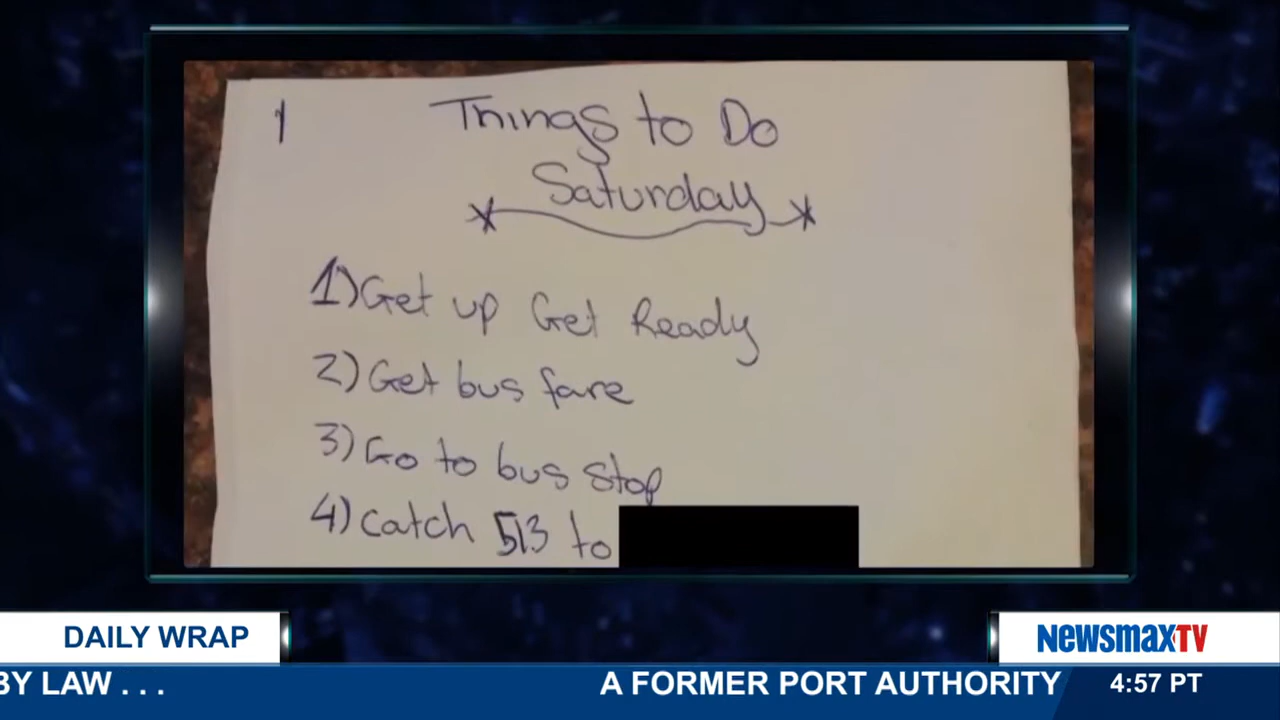 1
Things to Do
Saturday
1) Get up Get Ready
2) Get bus fare
3) Go to bus stop
4) Catch 513 to
DAILY WRAP
NEWSMAXTV
BY LAW . . .
A FORMER PORT AUTHORITY
4:57 PT